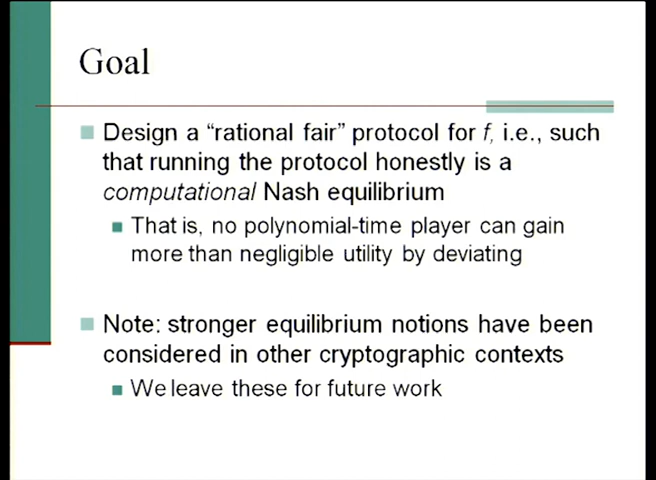 Goal
Design a “rational fair” protocol for f, i.e., such
that running the protocol honestly is a
computational Nash equilibrium
That is, no polynomial-time player can gain
more than negligible utility by deviating
Note: stronger equilibrium notions have been
considered in other cryptographic contexts
We leave these for future work